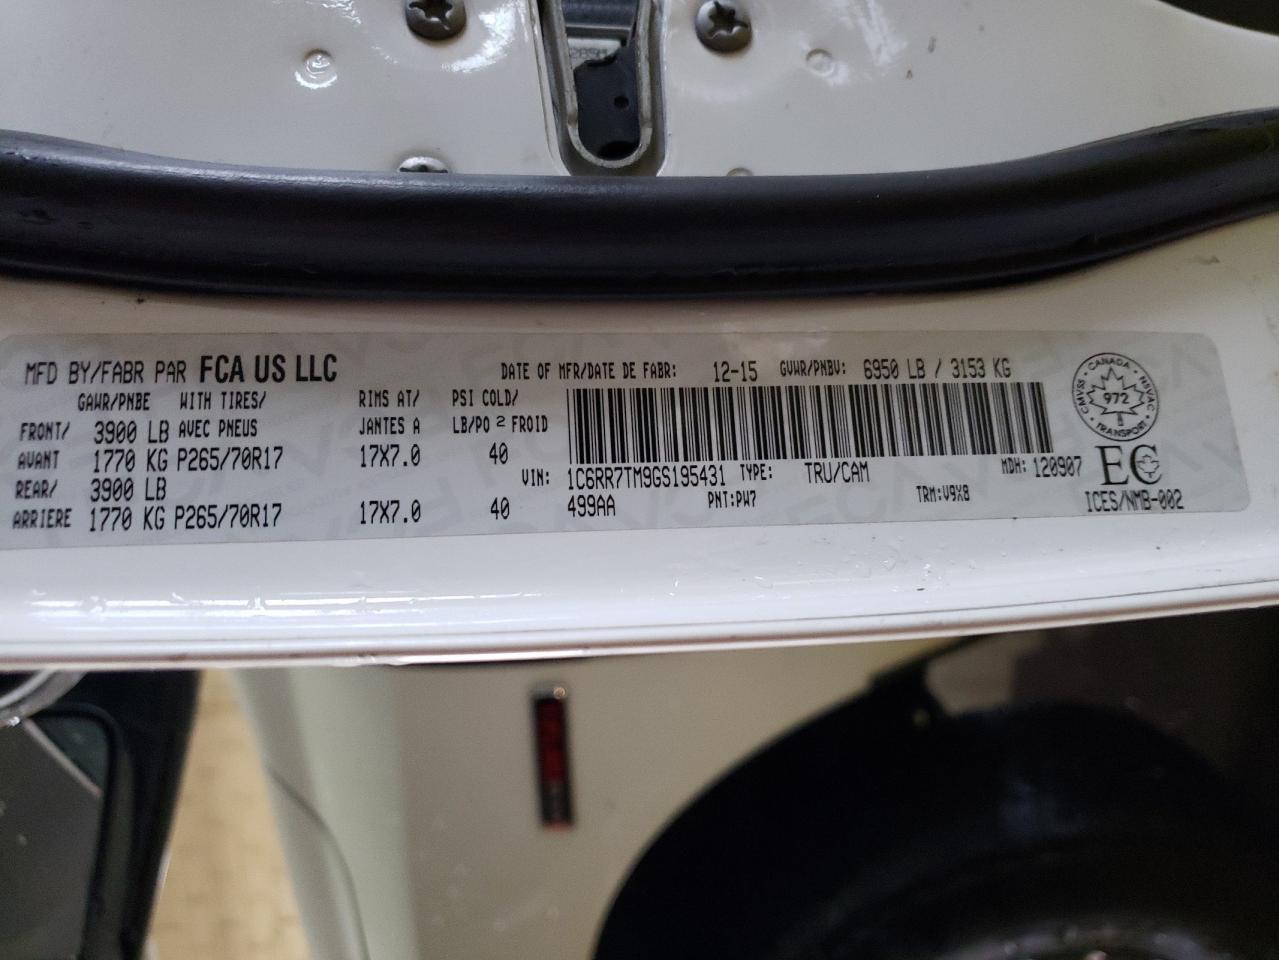 MFD BY/FABR PAR FCA US LLC DATE OF MFR/DATE DE FABR: 12-15 GVWR/PNBV: 6950 LB / 3153 KG
GAWR/PNBE WITH TIRES/ RIMS AT/ PSI COLD/
FRONT/ 3900 LB AVEC PNEUS JANTES A LB/PO 2 FROID
AVANT 1770 KG P265/70R17 17X7.0 40
REAR/ 3900 LB VIN: 1C6RR7TM9GS195431 TYPE: TRU/CAM MDH: 120907
ARRIERE 1770 KG P265/70R17 17X7.0 40 499AA PNT:PW7 TRM:V9X8
CANADA
CMVSS NSVAC
972
TRANSPORT
EC
ICES/NMB-002